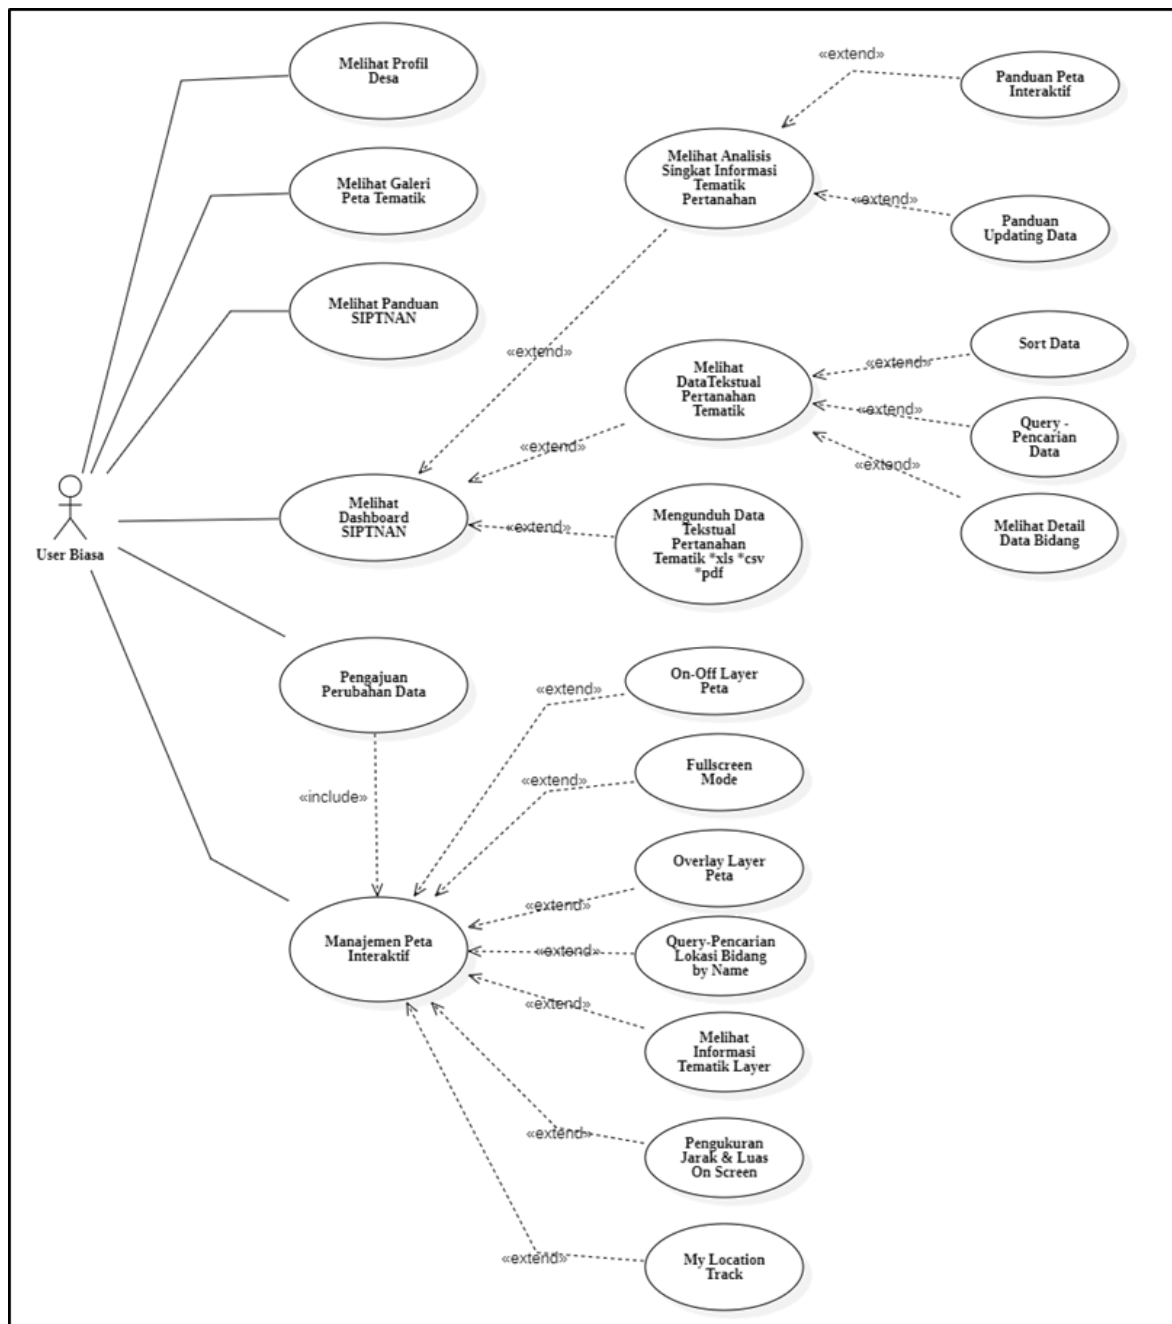 Melihat Profil
Desa
«extend»
Panduan Peta
Interaktif
Melihat Galeri
Peta Tematik
Melihat Analisis
Singkat Informasi
Tematik
Pertanahan
«extend»
Panduan
Updating Data
Melihat Panduan
SIPTNAN
«extend»
Melihat
DataTekstual
Pertanahan
Tematik
«extend»
Sort Data
«extend»
Query -
Pencarian
Data
«extend»
«extend»
Melihat Detail
Data Bidang
User Biasa
Melihat
Dashboard
SIPTNAN
«extend»
Mengunduh Data
Tekstual
Pertanahan
Tematik *xls *csv
*pdf
Pengajuan
Perubahan Data
«extend»
On-Off Layer
Peta
«include»
«extend»
Fullscreen
Mode
Overlay Layer
Peta
«extend»
Manajemen Peta
Interaktif
«extend»
Query-Pencarian
Lokasi Bidang
by Name
«extend»
Melihat
Informasi
Tematik Layer
«extend»
Pengukuran
Jarak & Luas
On Screen
«extend»
My Location
Track